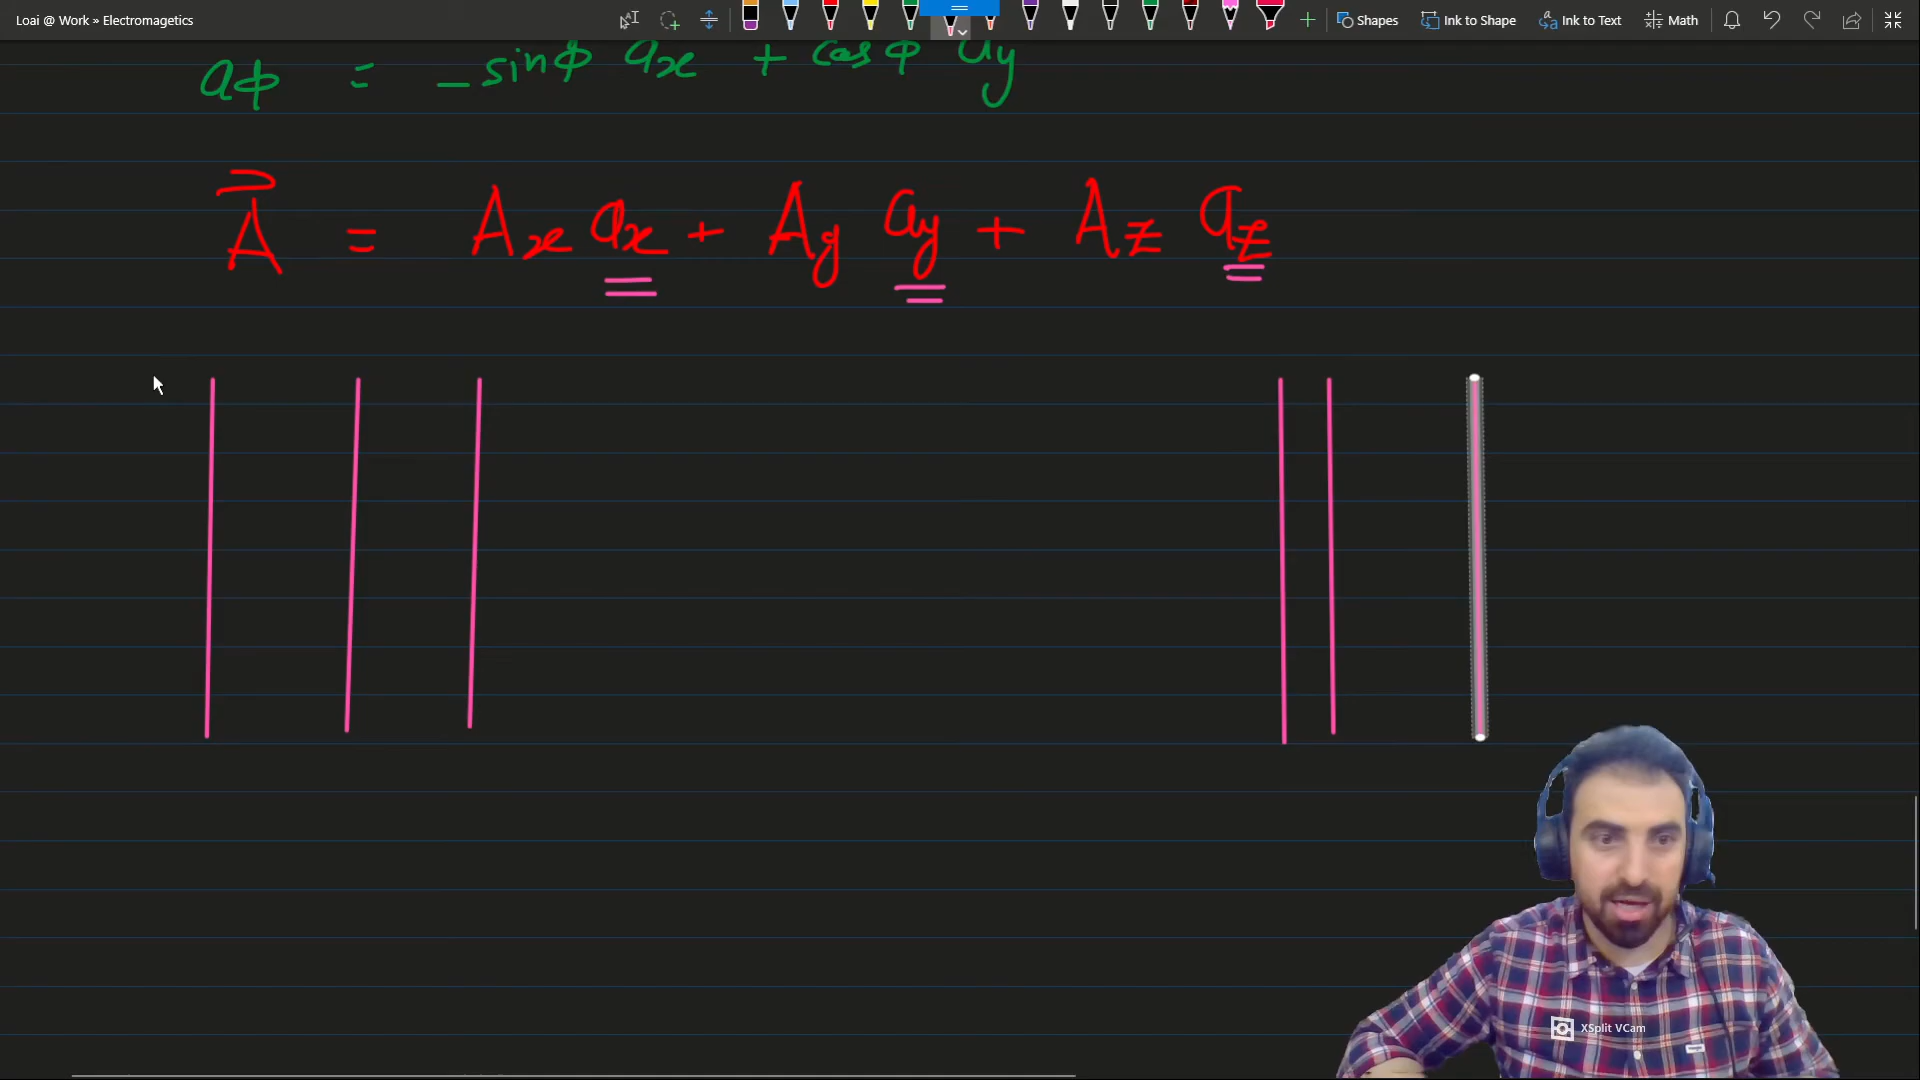 Loai @ Work » Electromagetics
Shapes Ink to Shape Ink to Text Math
aφ = -sinφ ax + cosφ ay
A = Ax ax + Ay ay + Az az
XSplit VCam